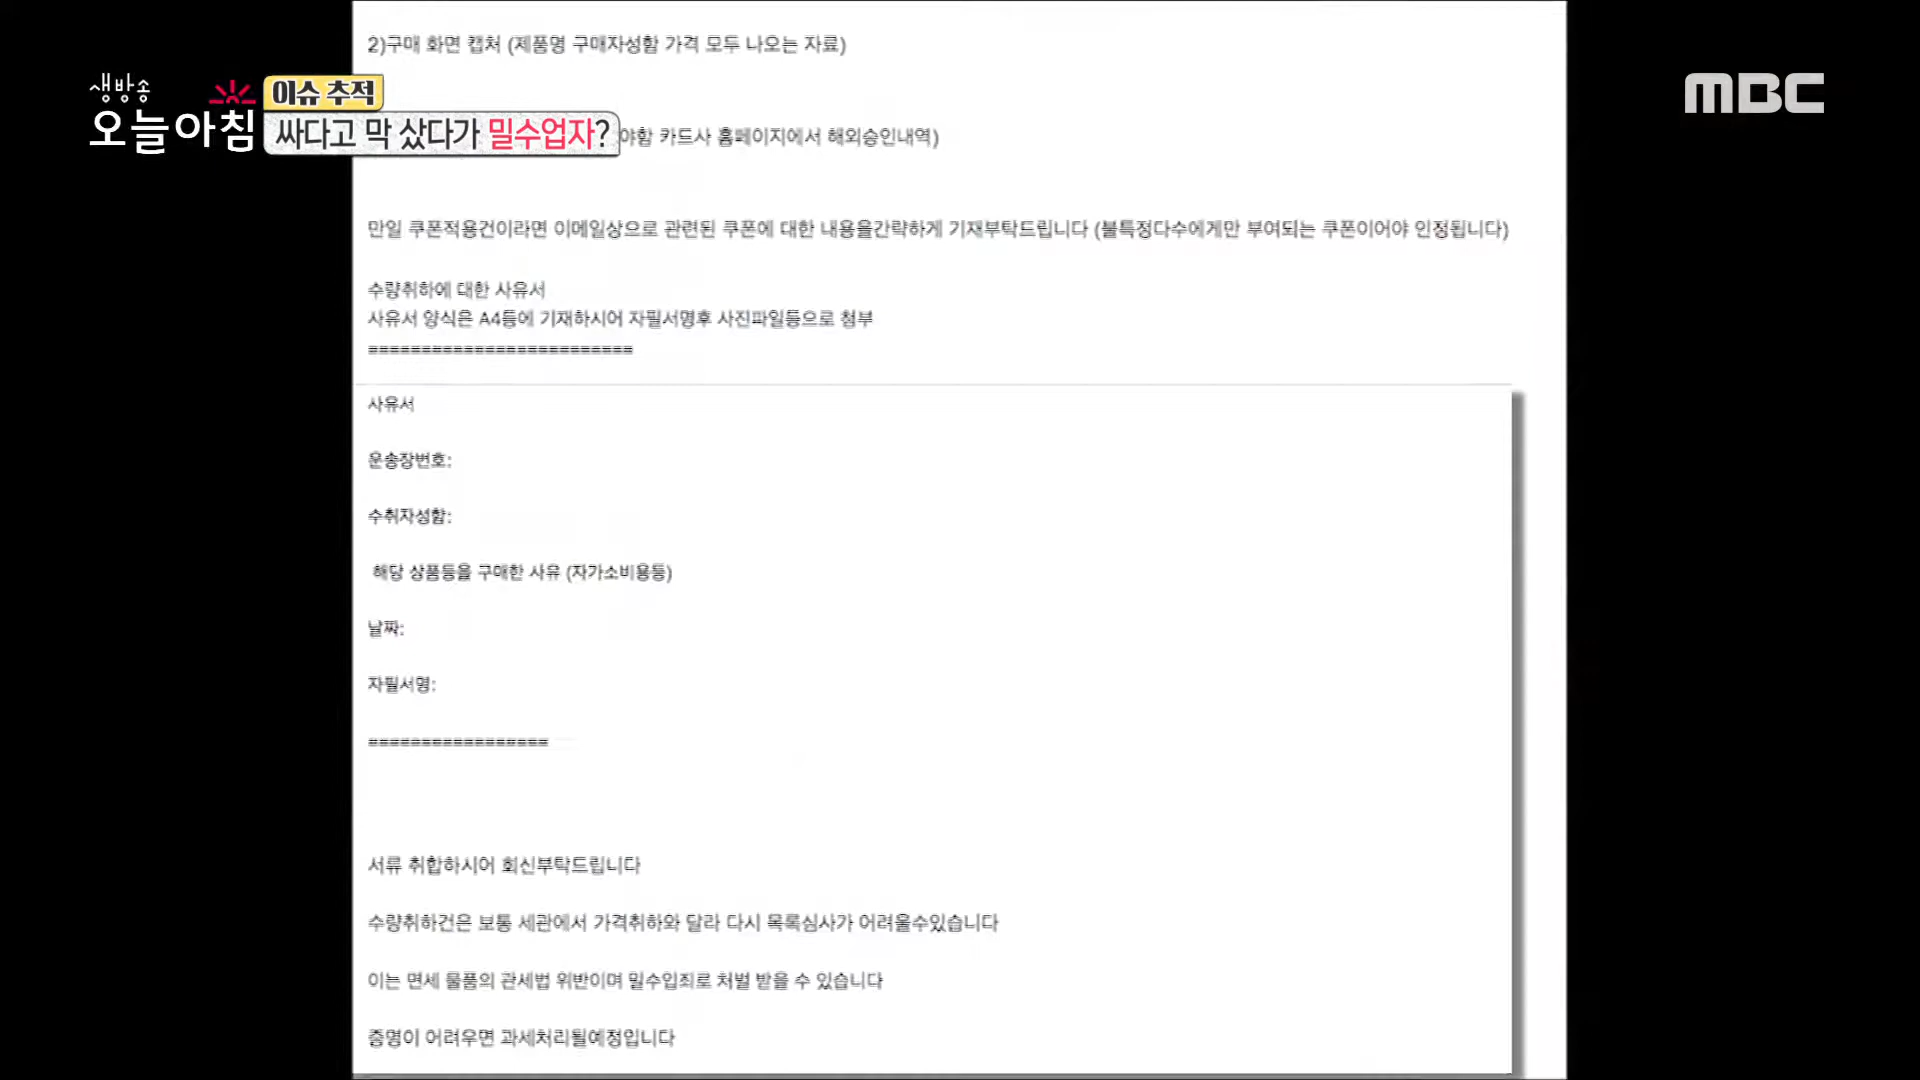 2)구매 화면 캡처 (제품명 구매자성함 가격 모두 나오는 자료)
생방송
오늘아침
이슈 추적
MBC
싸다고 막 샀다가 밀수업자?
야함 카드사 홈페이지에서 해외승인내역)
만일 쿠폰적용건이라면 이메일상으로 관련된 쿠폰에 대한 내용을간략하게 기재부탁드립니다 (불특정다수에게만 부여되는 쿠폰이어야 인정됩니다)
수량취하에 대한 사유서
사유서 양식은 A4등에 기재하시어 자필서명후 사진파일등으로 첨부
=========================
사유서
운송장번호:
수취자성함:
해당 상품등을 구매한 사유 (자가소비용등)
날짜:
자필서명:
=================
서류 취합하시어 회신부탁드립니다
수량취하건은 보통 세관에서 가격취하와 달라 다시 목록심사가 어려울수있습니다
이는 면세 물품의 관세법 위반이며 밀수입죄로 처벌 받을 수 있습니다
증명이 어려우면 과세처리될예정입니다